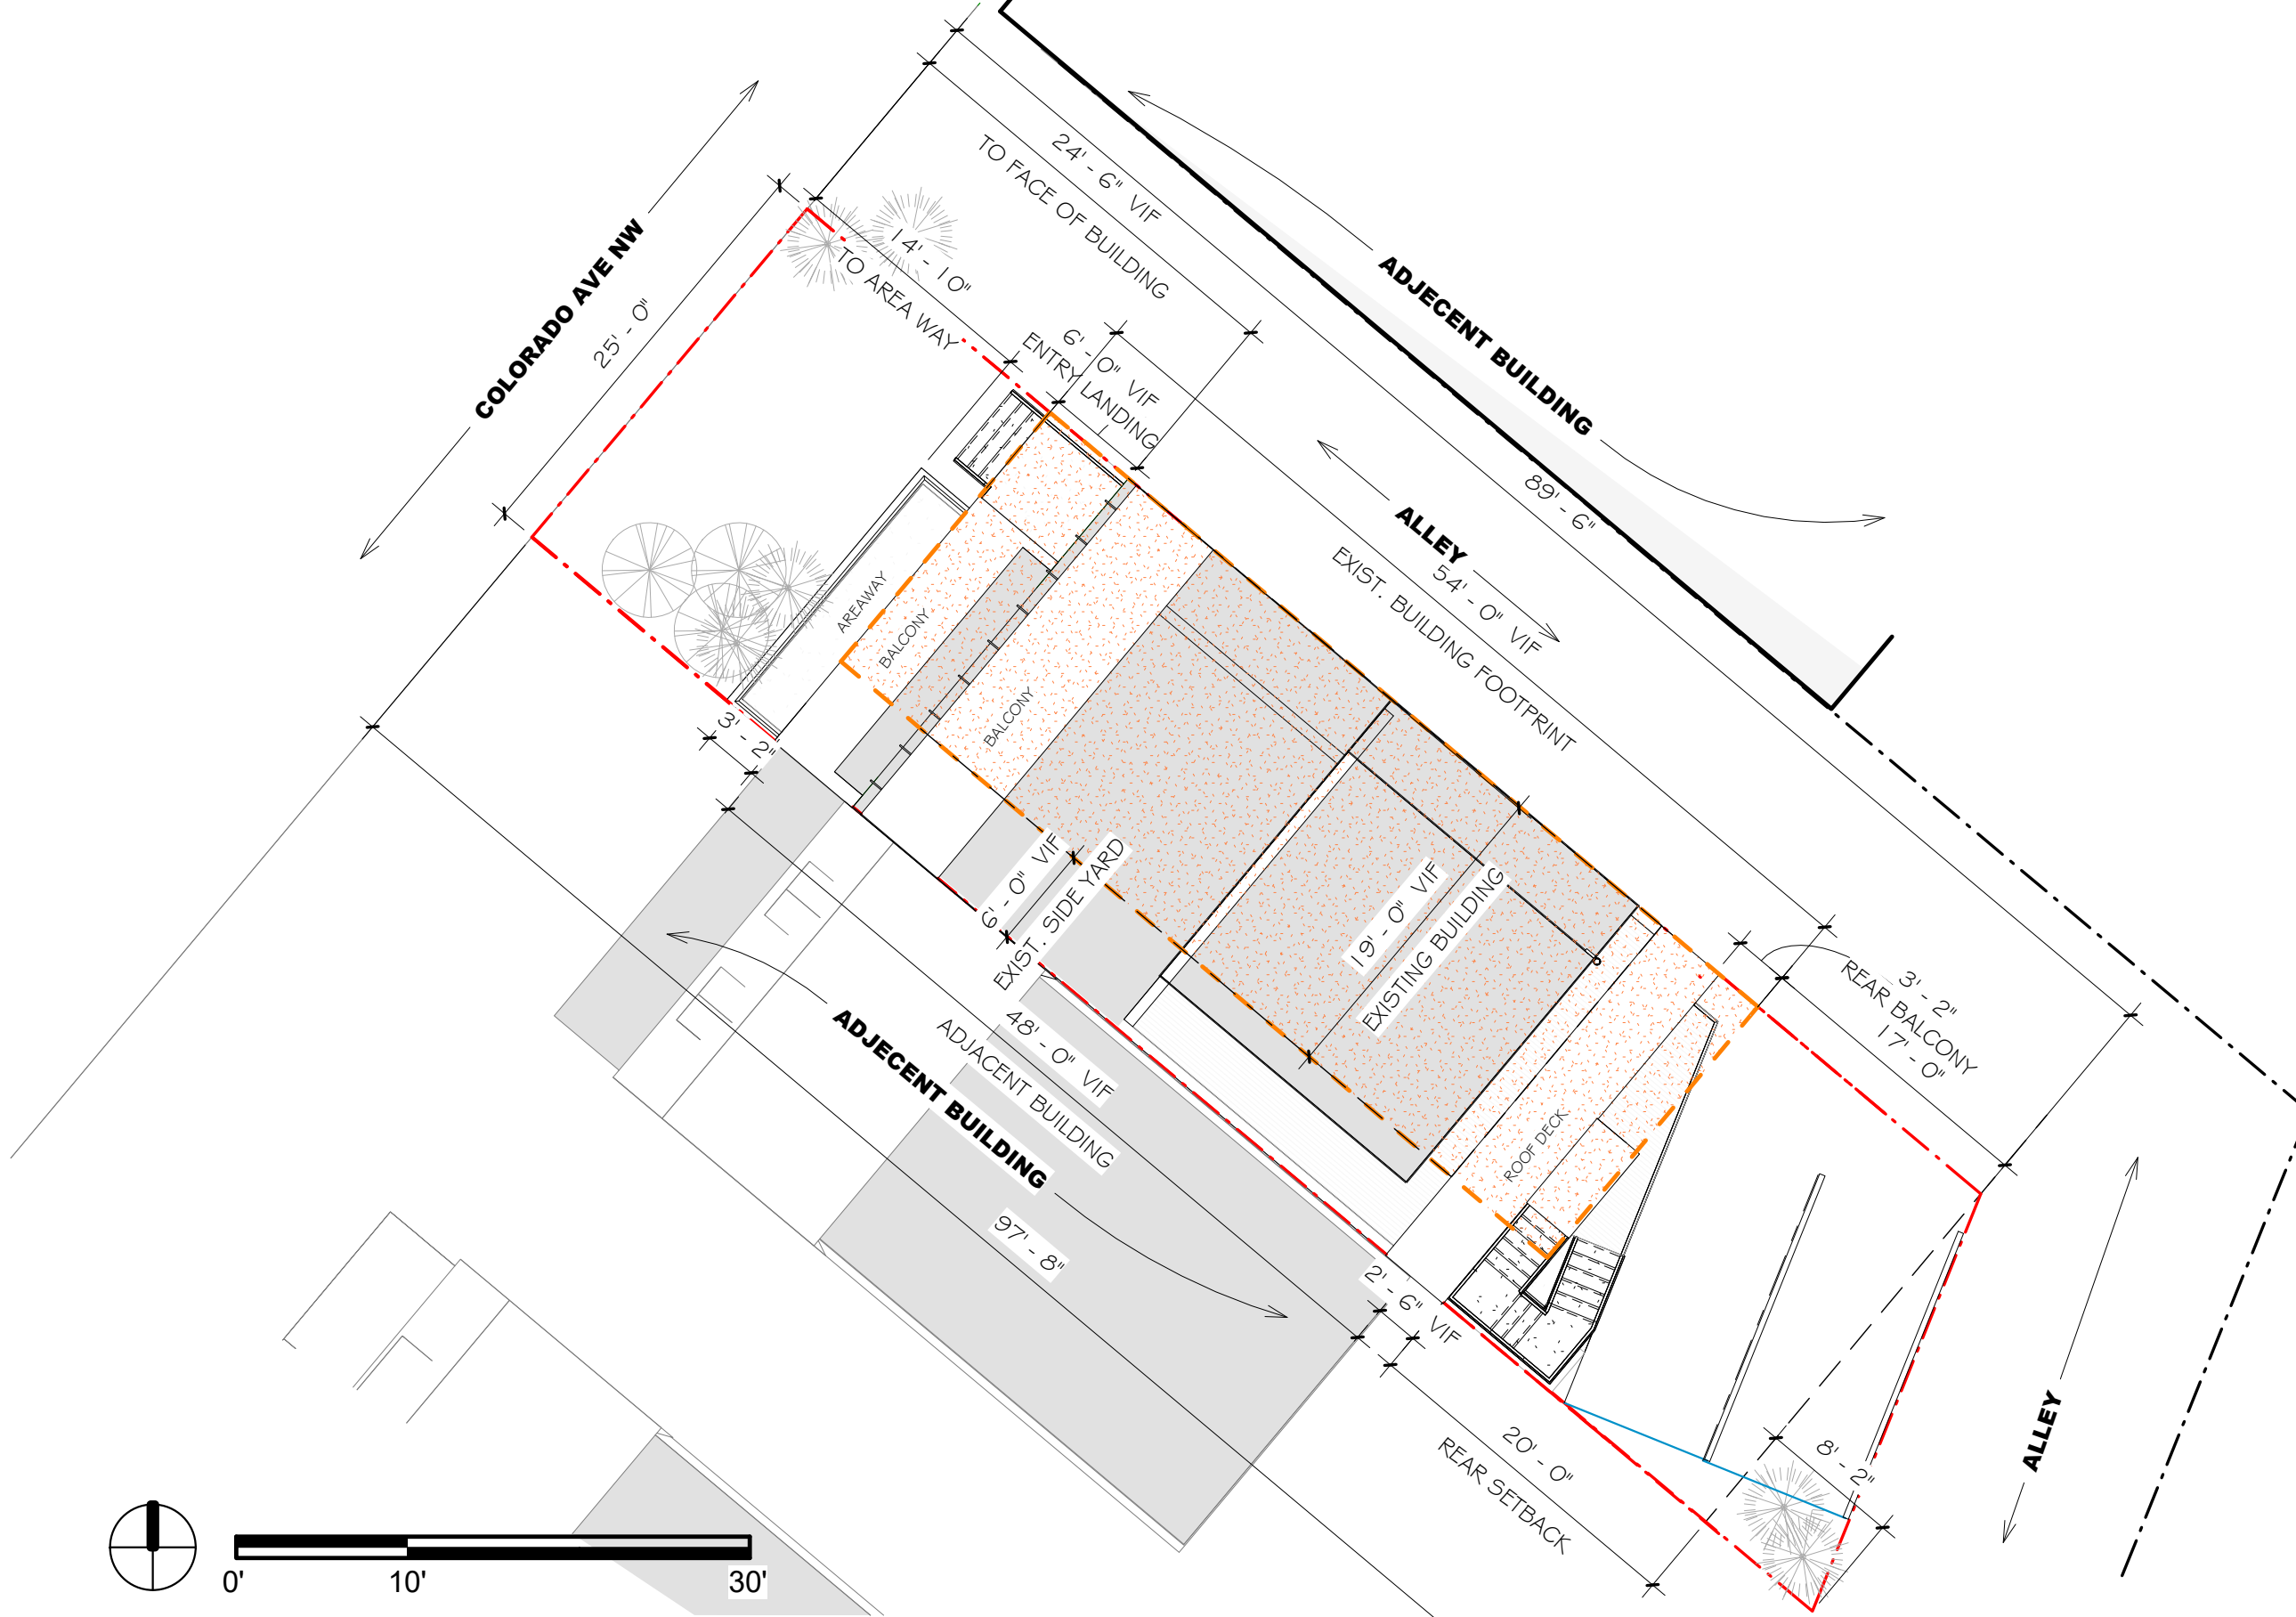 24' - 6" VIF
TO FACE OF BUILDING
COLORADO AVE NW
25' - 0"
14' - 10"
TO AREA WAY
6' - 0" VIF
ENTRY LANDING
ADJECENT BUILDING
89' - 6"
ALLEY
54' - 0" VIF
EXIST. BUILDING FOOTPRINT
AREAWAY
BALCONY
BALCONY
3' - 2"
6' - 0" VIF
EXIST. SIDE YARD
19' - 0" VIF
EXISTING BUILDING
3' - 2"
REAR BALCONY
17' - 0"
48' - 0" VIF
ADJACENT BUILDING
ADJECENT BUILDING
97' - 8"
ROOF DECK
2' - 6"
VIF
20' - 0"
REAR SETBACK
8' - 2"
ALLEY
0'
10'
30'